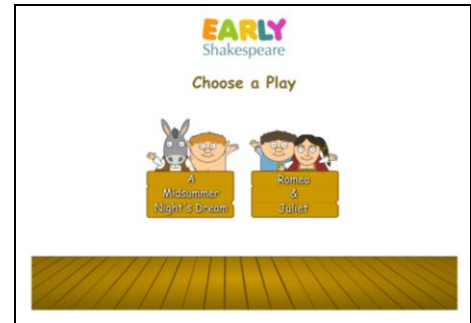 EARLY
Shakespeare
Choose a Play
A
Midsummer
Night's Dream
Romeo
&
Juliet